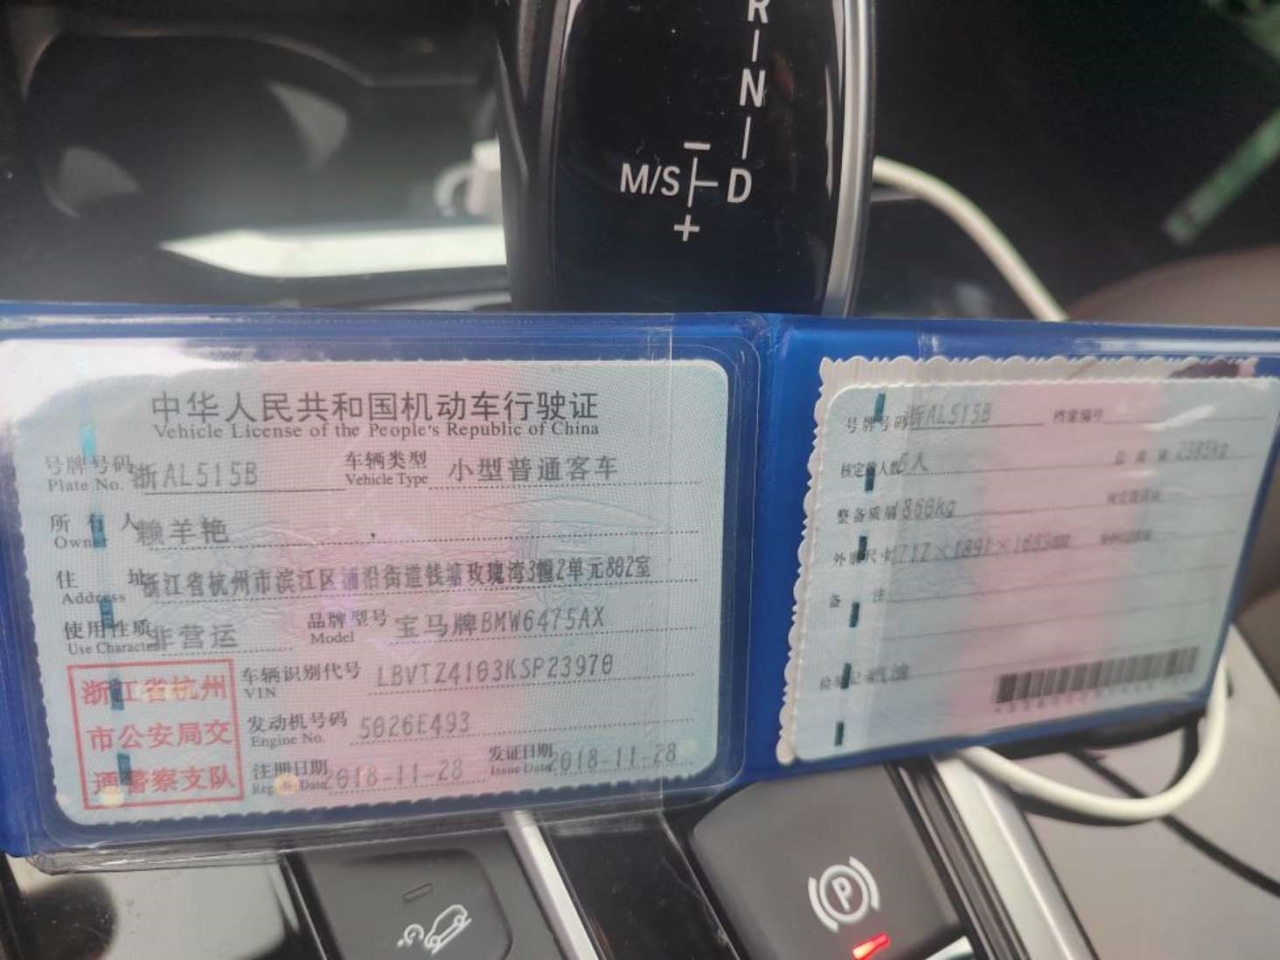 R
N
M/S D
−
+
中华人民共和国机动车行驶证
Vehicle License of the People's Republic of China
号牌号码 浙AL515B 车辆类型 小型普通客车
Plate No. Vehicle Type
所有人 赖羊艳
Owner
住址 浙江省杭州市滨江区浦沿街道钱塘玫瑰湾3幢2单元802室
Address
使用性质 非营运 品牌型号 宝马牌BMW6475AX
Use Character Model
浙江省杭州
市公安局交
通警察支队
车辆识别代号 LBVTZ4103KSP23970
VIN
发动机号码 5026E493
Engine No.
注册日期 2018-11-28 发证日期 2018-11-28
Issue Date
号牌号码 浙AL515B 档案编号
核定载人数 5人 总质量 2385kg
整备质量 1860kg
外廓尺寸
备注
检验记录 汽油
P